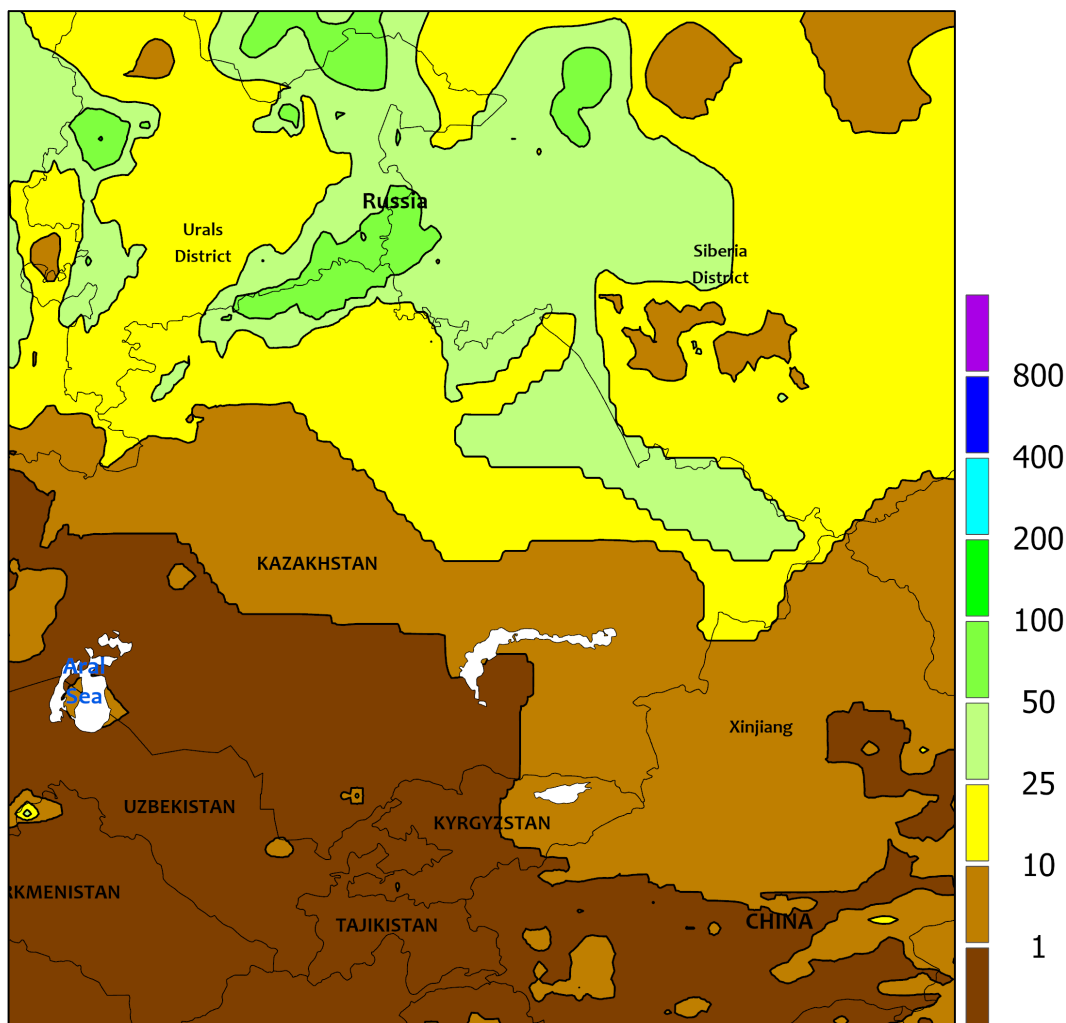 Russia
Urals
District
Siberia
District
800
400
200
100
50
25
10
1
KAZAKHSTAN
Aral
Sea
Xinjiang
UZBEKISTAN
KYRGYZSTAN
RKMENISTAN
TAJIKISTAN
CHINA